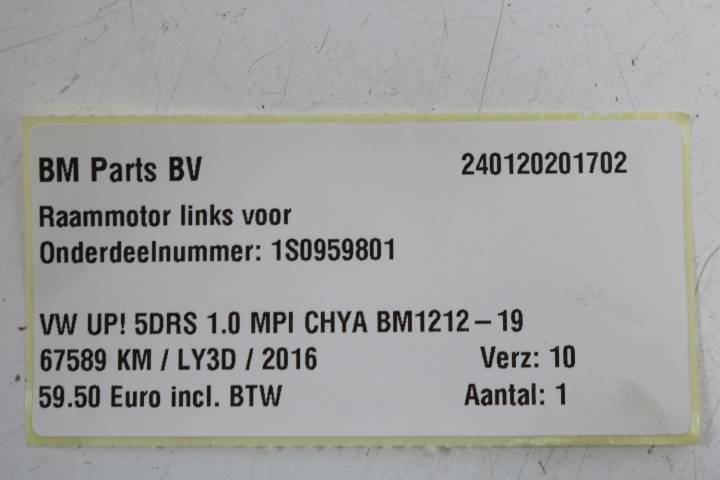 BM Parts BV 240120201702
Raammotor links voor
Onderdeelnummer: 1S0959801
VW UP! 5DRS 1.0 MPI CHYA BM1212-19
67589 KM / LY3D / 2016 Verz: 10
59.50 Euro incl. BTW Aantal: 1